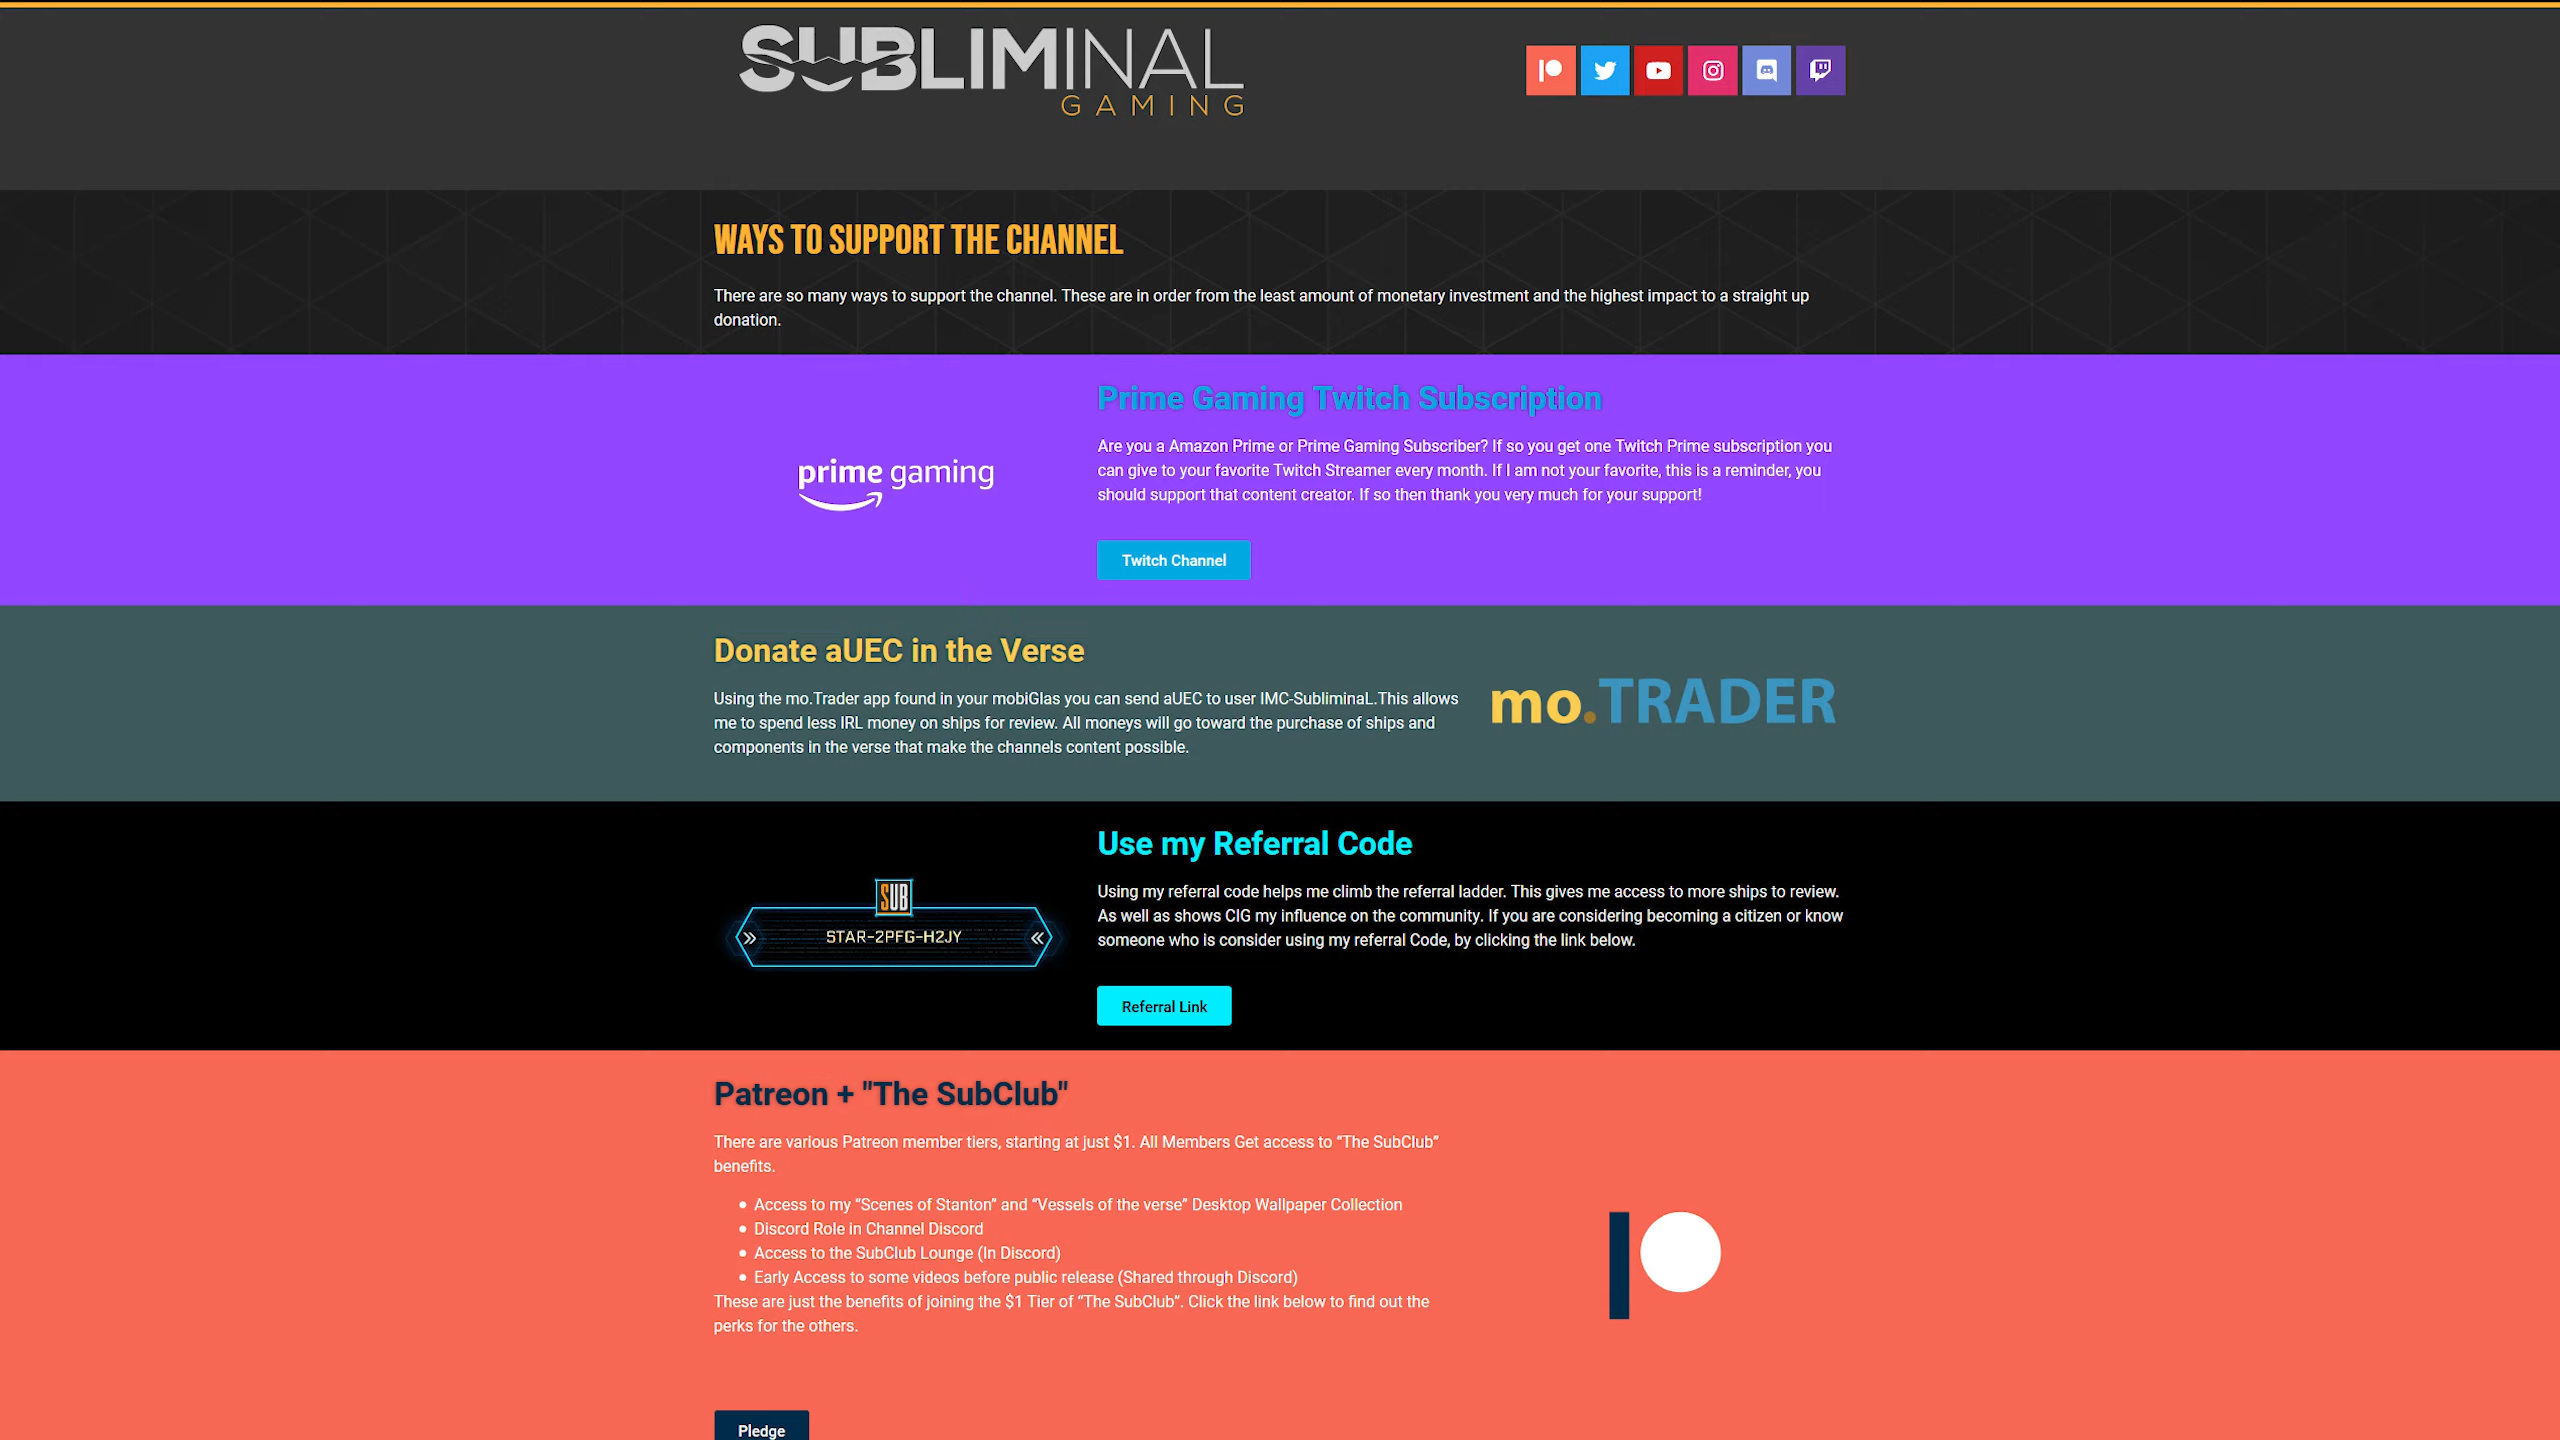 SUBLIMINAL
GAMING
WAYS TO SUPPORT THE CHANNEL
There are so many ways to support the channel. These are in order from the least amount of monetary investment and the highest impact to a straight up
donation.
Prime Gaming Twitch Subscription
Are you a Amazon Prime or Prime Gaming Subscriber? If so you get one Twitch Prime subscription you
can give to your favorite Twitch Streamer every month. If I am not your favorite, this is a reminder, you
should support that content creator. If so then thank you very much for your support!
prime gaming
Twitch Channel
Donate aUEC in the Verse
Using the mo.Trader app found in your mobiGlas you can send aUEC to user IMC-SubliminaL.This allows
me to spend less IRL money on ships for review. All moneys will go toward the purchase of ships and
components in the verse that make the channels content possible.
mo.TRADER
Use my Referral Code
Using my referral code helps me climb the referral ladder. This gives me access to more ships to review.
As well as shows CIG my influence on the community. If you are considering becoming a citizen or know
someone who is consider using my referral Code, by clicking the link below.
SUB
STAR-2PFG-H2JY
Referral Link
Patreon + "The SubClub"
There are various Patreon member tiers, starting at just $1. All Members Get access to “The SubClub”
benefits.
• Access to my “Scenes of Stanton” and “Vessels of the verse” Desktop Wallpaper Collection
• Discord Role in Channel Discord
• Access to the SubClub Lounge (In Discord)
• Early Access to some videos before public release (Shared through Discord)
These are just the benefits of joining the $1 Tier of “The SubClub”. Click the link below to find out the
perks for the others.
Pledge